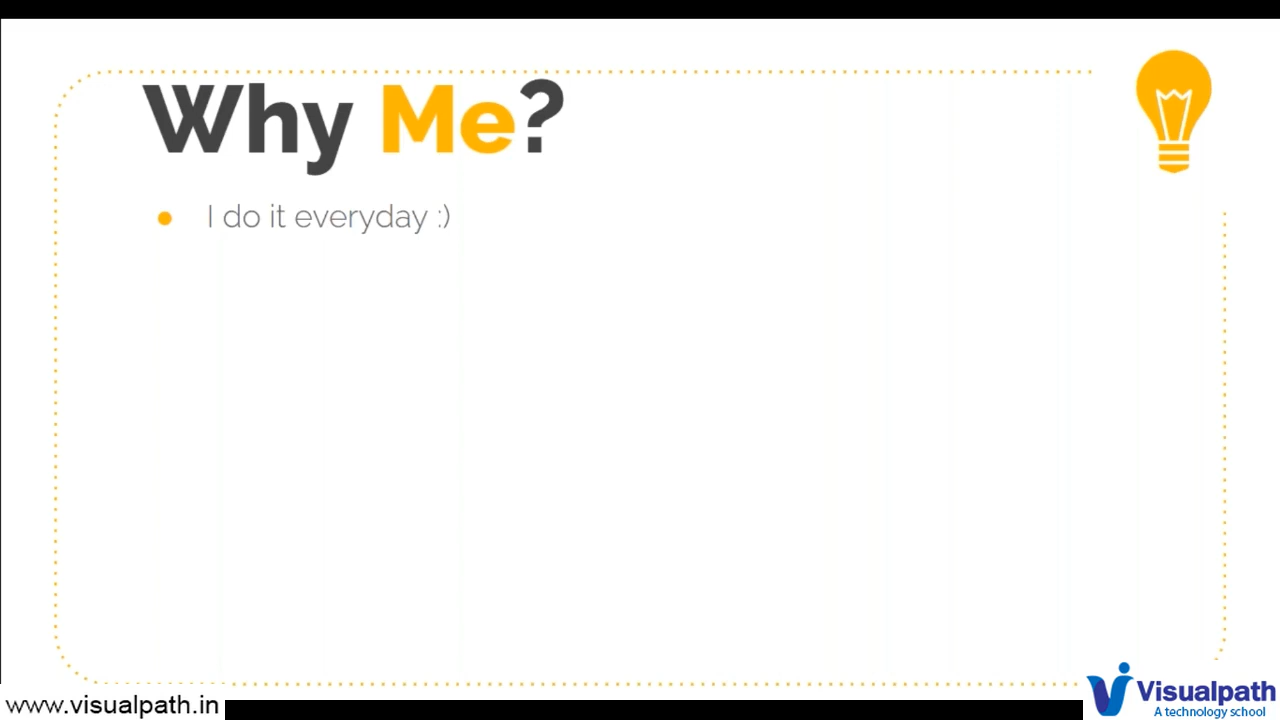 Why Me?
I do it everyday :)
www.visualpath.in
Visualpath
A technology school